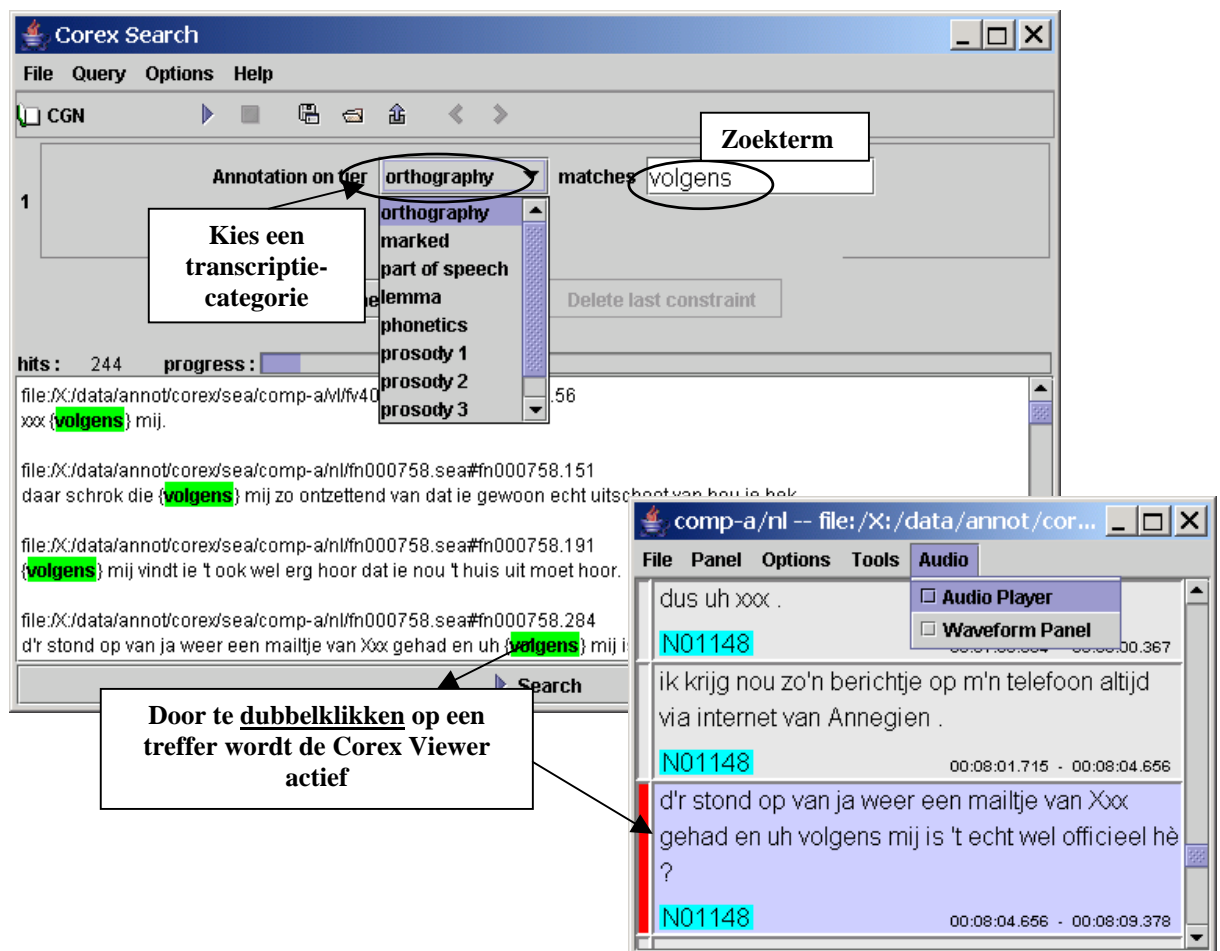 Corex Search
File Query Options Help
CGN
Zoekterm
1 Annotation on tier orthography matches volgens
orthography
marked
part of speech
lemma
phonetics
prosody 1
prosody 2
prosody 3
Kies een
transcriptie-
categorie
Delete last constraint
hits : 244 progress :
file:/X:/data/annot/corex/sea/comp-a/vl/fv40 .56
xxx {volgens} mij.
file:/X:/data/annot/corex/sea/comp-a/nl/fn000758.sea#fn000758.151
daar schrok die {volgens} mij zo ontzettend van dat ie gewoon echt uitschoot van hou je bek
file:/X:/data/annot/corex/sea/comp-a/nl/fn000758.sea#fn000758.191
{volgens} mij vindt ie 't ook wel erg hoor dat ie nou 't huis uit moet hoor.
file:/X:/data/annot/corex/sea/comp-a/nl/fn000758.sea#fn000758.284
d'r stond op van ja weer een mailtje van Xxx gehad en uh {volgens} mij
Search
Door te dubbelklikken op een
treffer wordt de Corex Viewer
actief
comp-a/nl -- file:/X:/data/annot/cor...
File Panel Options Tools Audio
Audio Player
Waveform Panel
dus uh xxx .
N01148 00.367
ik krijg nou zo'n berichtje op m'n telefoon altijd
via internet van Annegien .
N01148 00:08:01.715 - 00:08:04.656
d'r stond op van ja weer een mailtje van Xxx
gehad en uh volgens mij is 't echt wel officieel hè
?
N01148 00:08:04.656 - 00:08:09.378